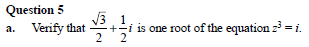 Question 5
a. Verify that √3/2 + 1/2 i is one root of the equation z³ = i.